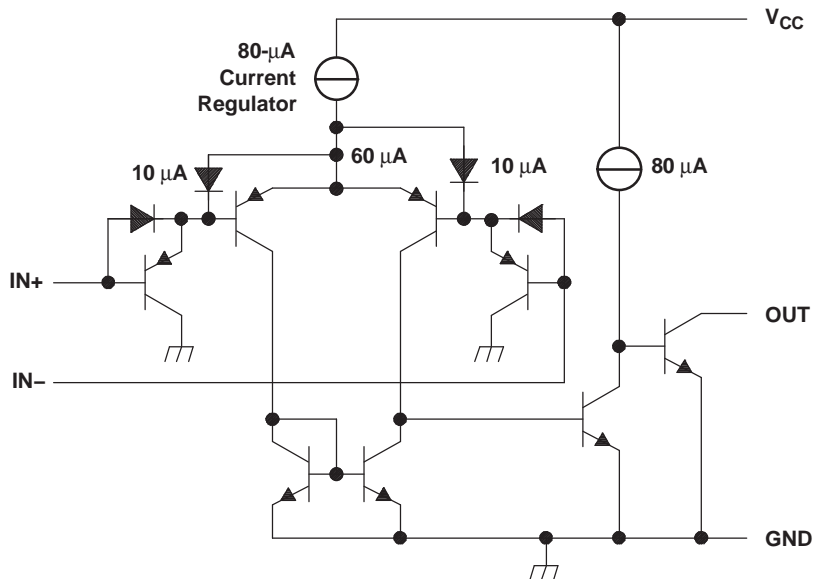 V_CC
80-µA
Current
Regulator
60 µA
10 µA
10 µA
80 µA
IN+
OUT
IN−
GND